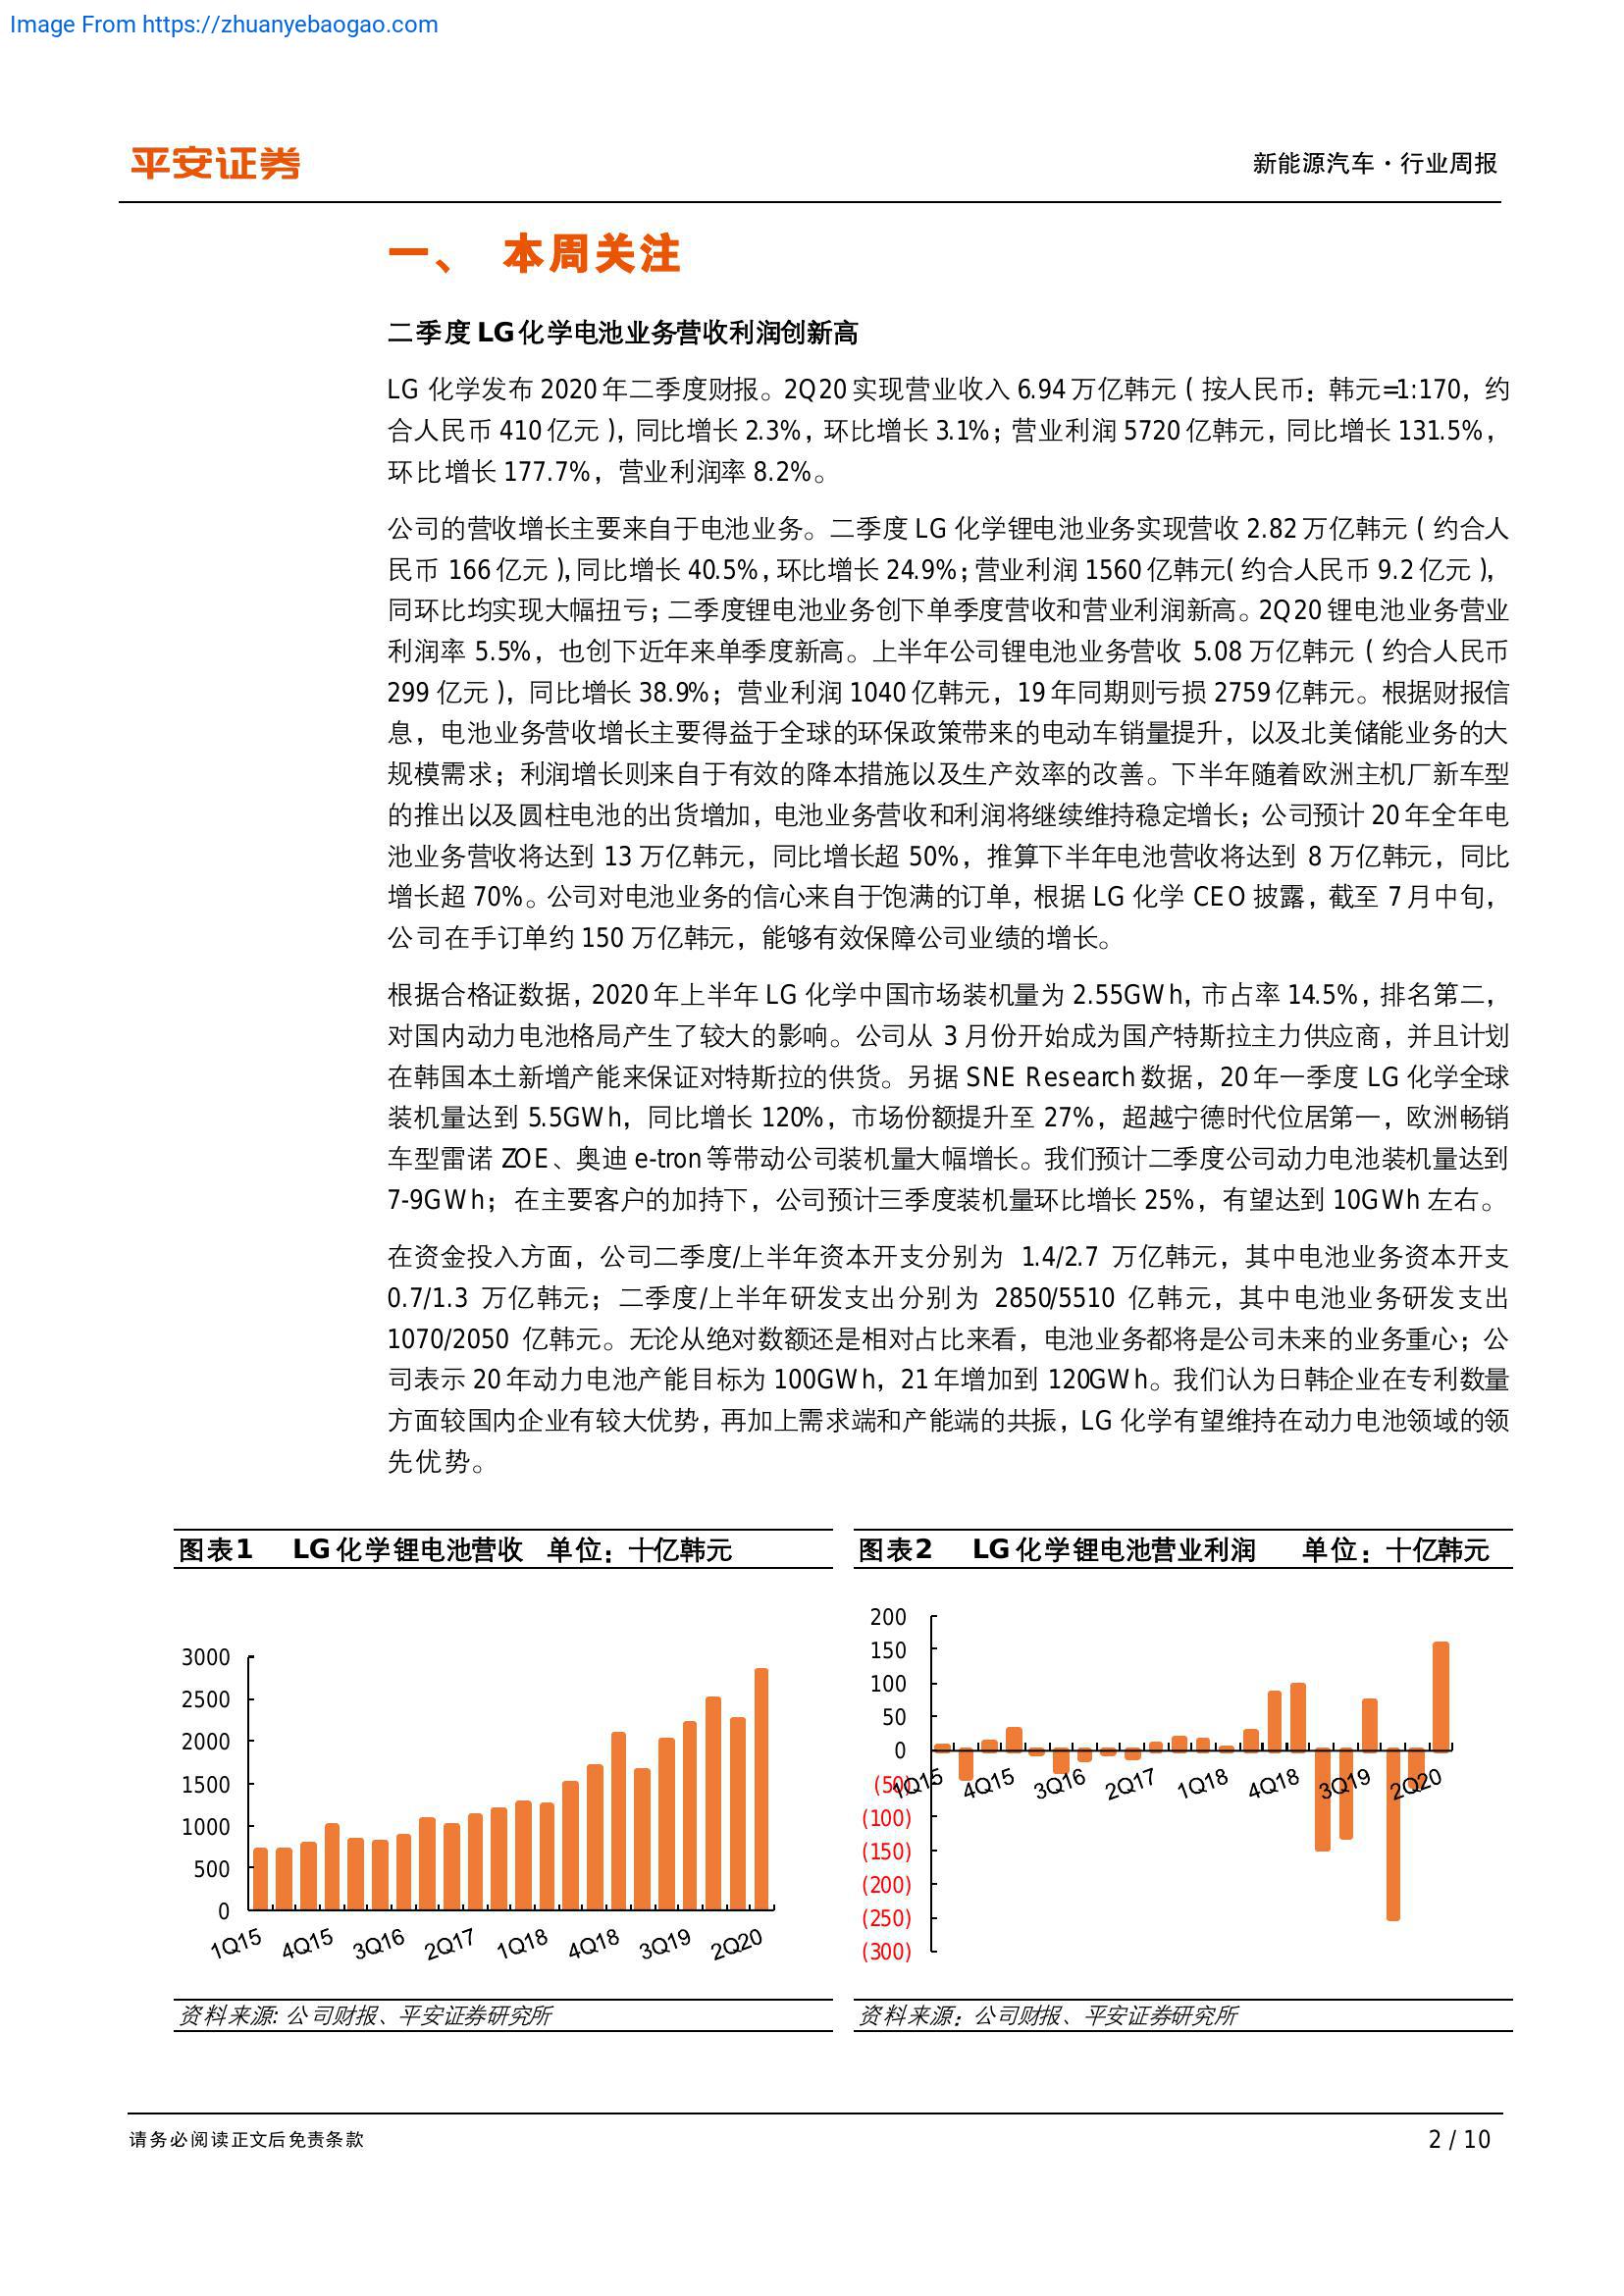 Image From https://zhuanyebaogao.com
平安证券
新能源汽车·行业周报
一、 本周关注
二季度 LG 化学电池业务营收利润创新高
LG 化学发布 2020 年二季度财报。2Q20 实现营业收入 6.94 万亿韩元（按人民币：韩元=1:170，约
合人民币 410 亿元），同比增长 2.3%，环比增长 3.1%；营业利润 5720 亿韩元，同比增长 131.5%，
环比增长 177.7%，营业利润率 8.2%。
公司的营收增长主要来自于电池业务。二季度 LG 化学锂电池业务实现营收 2.82 万亿韩元（约合人
民币 166 亿元），同比增长 40.5%，环比增长 24.9%；营业利润 1560 亿韩元（约合人民币 9.2 亿元），
同环比均实现大幅扭亏；二季度锂电池业务创下单季度营收和营业利润新高。2Q20 锂电池业务营业
利润率 5.5%，也创下近年来单季度新高。上半年公司锂电池业务营收 5.08 万亿韩元（约合人民币
299 亿元），同比增长 38.9%；营业利润 1040 亿韩元，19 年同期则亏损 2759 亿韩元。根据财报信
息，电池业务营收增长主要得益于全球的环保政策带来的电动车销量提升，以及北美储能业务的大
规模需求；利润增长则来自于有效的降本措施以及生产效率的改善。下半年随着欧洲主机厂新车型
的推出以及圆柱电池的出货增加，电池业务营收和利润将继续维持稳定增长；公司预计 20 年全年电
池业务营收将达到 13 万亿韩元，同比增长超 50%，推算下半年电池营收将达到 8 万亿韩元，同比
增长超 70%。公司对电池业务的信心来自于饱满的订单，根据 LG 化学 CEO 披露，截至 7 月中旬，
公司在手订单约 150 万亿韩元，能够有效保障公司业绩的增长。
根据合格证数据，2020 年上半年 LG 化学中国市场装机量为 2.55GWh，市占率 14.5%，排名第二，
对国内动力电池格局产生了较大的影响。公司从 3 月份开始成为国产特斯拉主力供应商，并且计划
在韩国本土新增产能来保证对特斯拉的供货。另据 SNE Research 数据，20 年一季度 LG 化学全球
装机量达到 5.5GWh，同比增长 120%，市场份额提升至 27%，超越宁德时代位居第一，欧洲畅销
车型雷诺 ZOE、奥迪 e-tron 等带动公司装机量大幅增长。我们预计二季度公司动力电池装机量达到
7-9GWh；在主要客户的加持下，公司预计三季度装机量环比增长 25%，有望达到 10GWh 左右。
在资金投入方面，公司二季度/上半年资本开支分别为 1.4/2.7 万亿韩元，其中电池业务资本开支
0.7/1.3 万亿韩元；二季度/上半年研发支出分别为 2850/5510 亿韩元，其中电池业务研发支出
1070/2050 亿韩元。无论从绝对数额还是相对占比来看，电池业务都将是公司未来的业务重心；公
司表示 20 年动力电池产能目标为 100GWh，21 年增加到 120GWh。我们认为日韩企业在专利数量
方面较国内企业有较大优势，再加上需求端和产能端的共振，LG 化学有望维持在动力电池领域的领
先优势。
图表1 LG 化学锂电池营收 单位：十亿韩元
3000
2500
2000
1500
1000
500
0
1Q15 4Q15 3Q16 2Q17 1Q18 4Q18 3Q19 2Q20
资料来源：公司财报、平安证券研究所
图表2 LG 化学锂电池营业利润 单位：十亿韩元
200
150
100
50
0
(50)
(100)
(150)
(200)
(250)
(300)
1Q15 4Q15 3Q16 2Q17 1Q18 4Q18 3Q19 2Q20
资料来源：公司财报、平安证券研究所
请务必阅读正文后免责条款
2 / 10